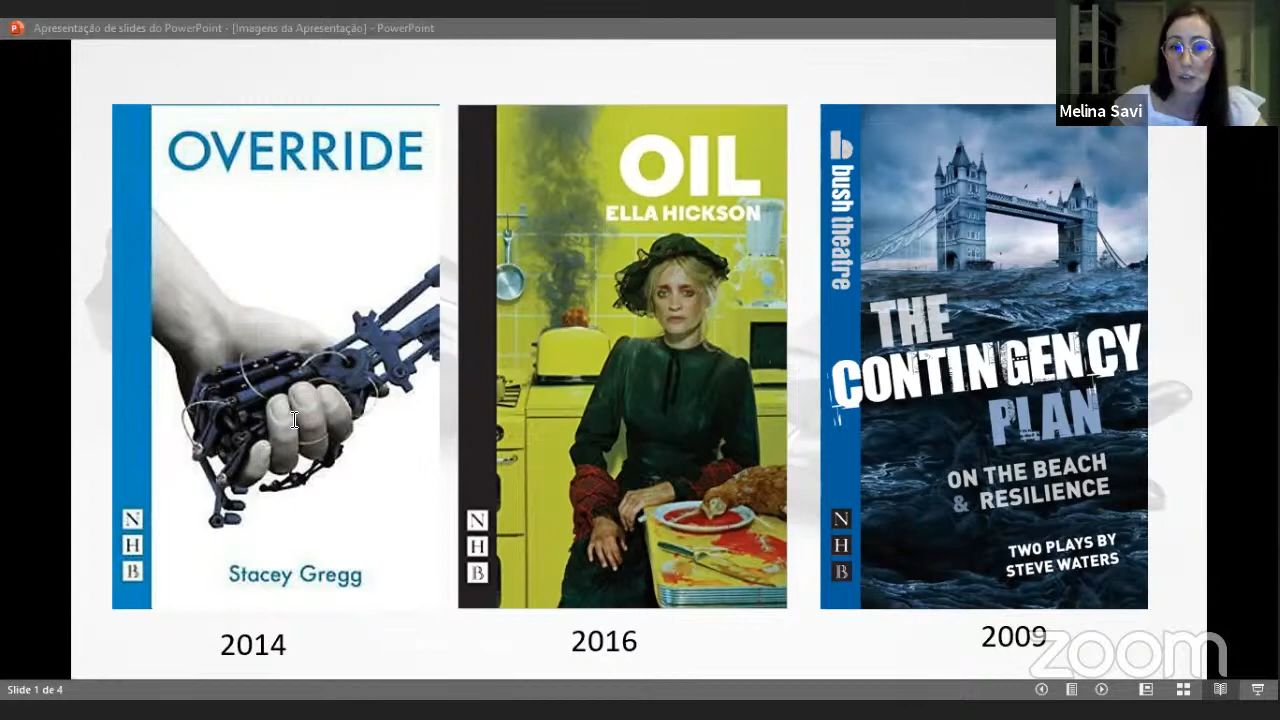 Apresentação de slides do PowerPoint - [Imagens da Apresentação] - PowerPoint
Melina Savi
OVERRIDE
N
H
B
Stacey Gregg
2014
OIL
ELLA HICKSON
N
H
B
2016
b
bush theatre
THE
CONTINGENCY
PLAN
ON THE BEACH
& RESILIENCE
TWO PLAYS BY
STEVE WATERS
N
H
B
2009
zoom
Slide 1 de 4